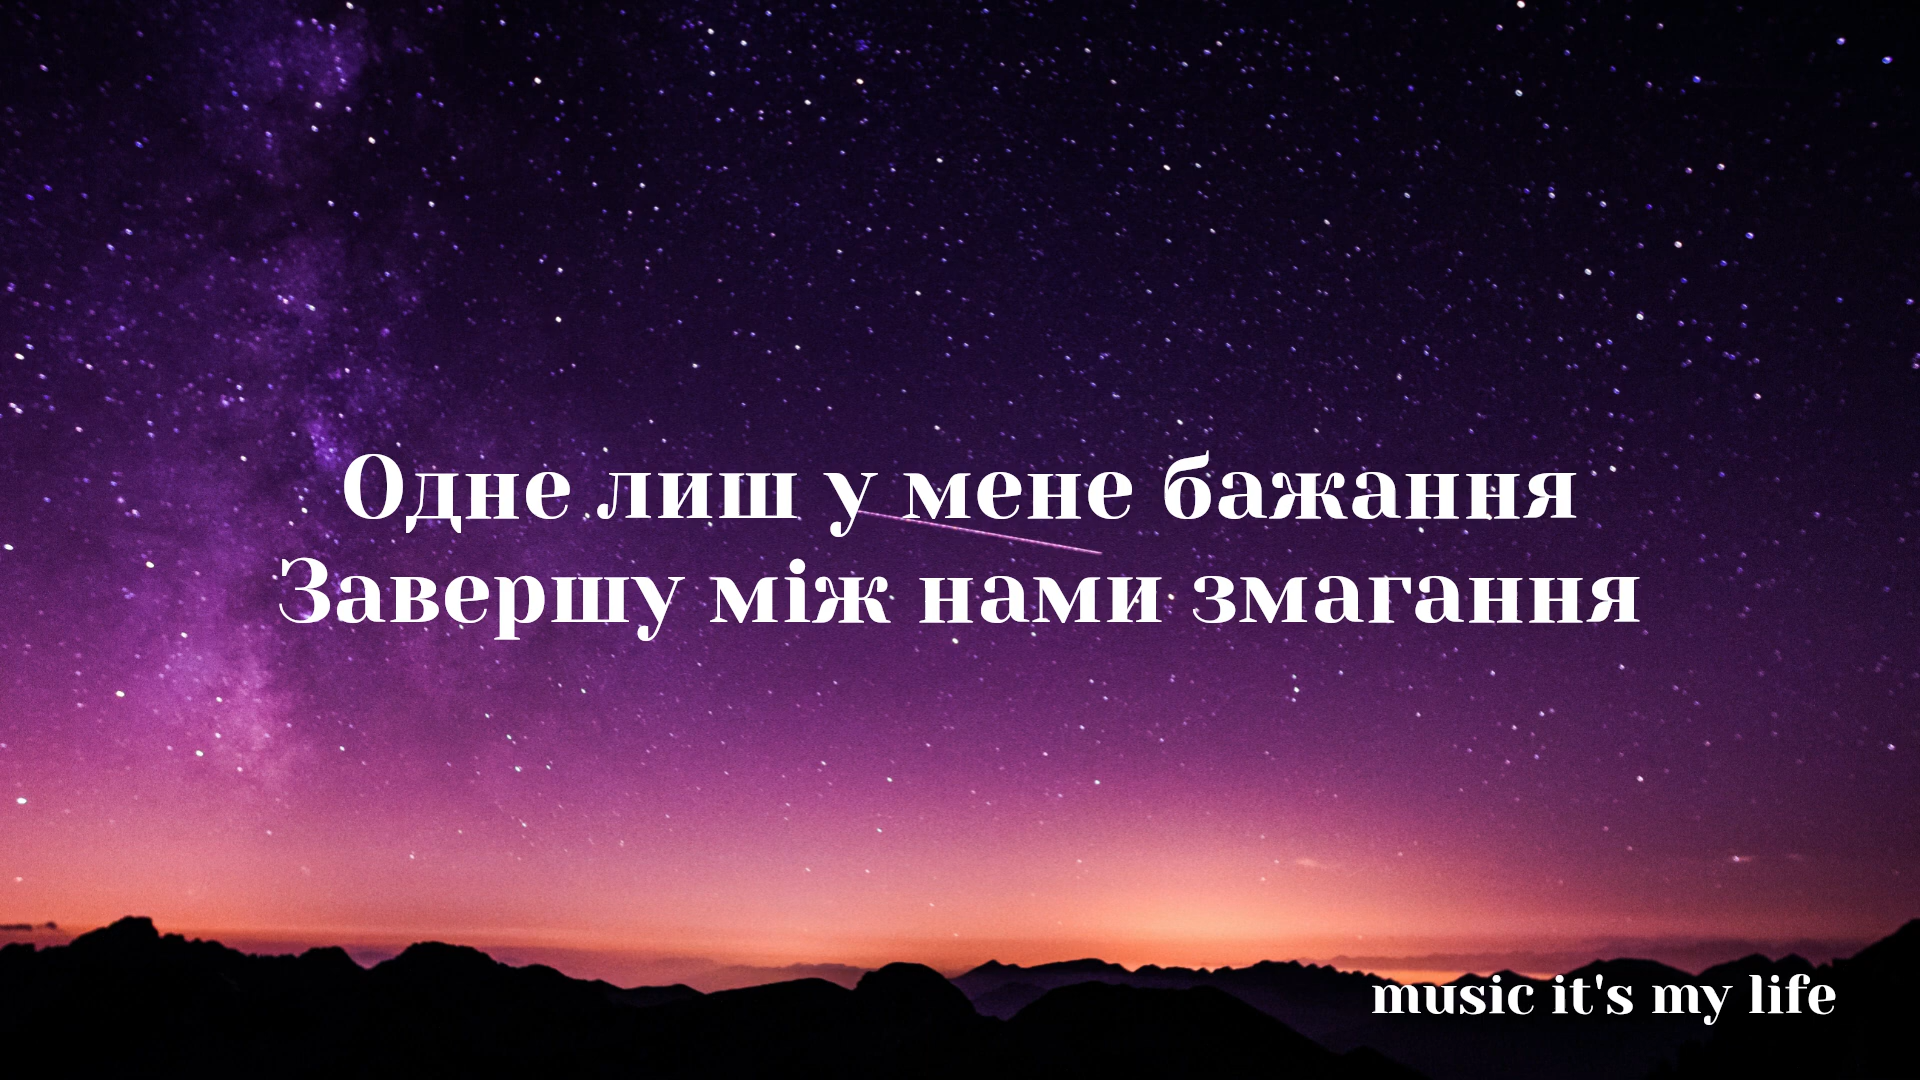 Одне лиш у мене бажання
Завершу між нами змагання
music it's my life